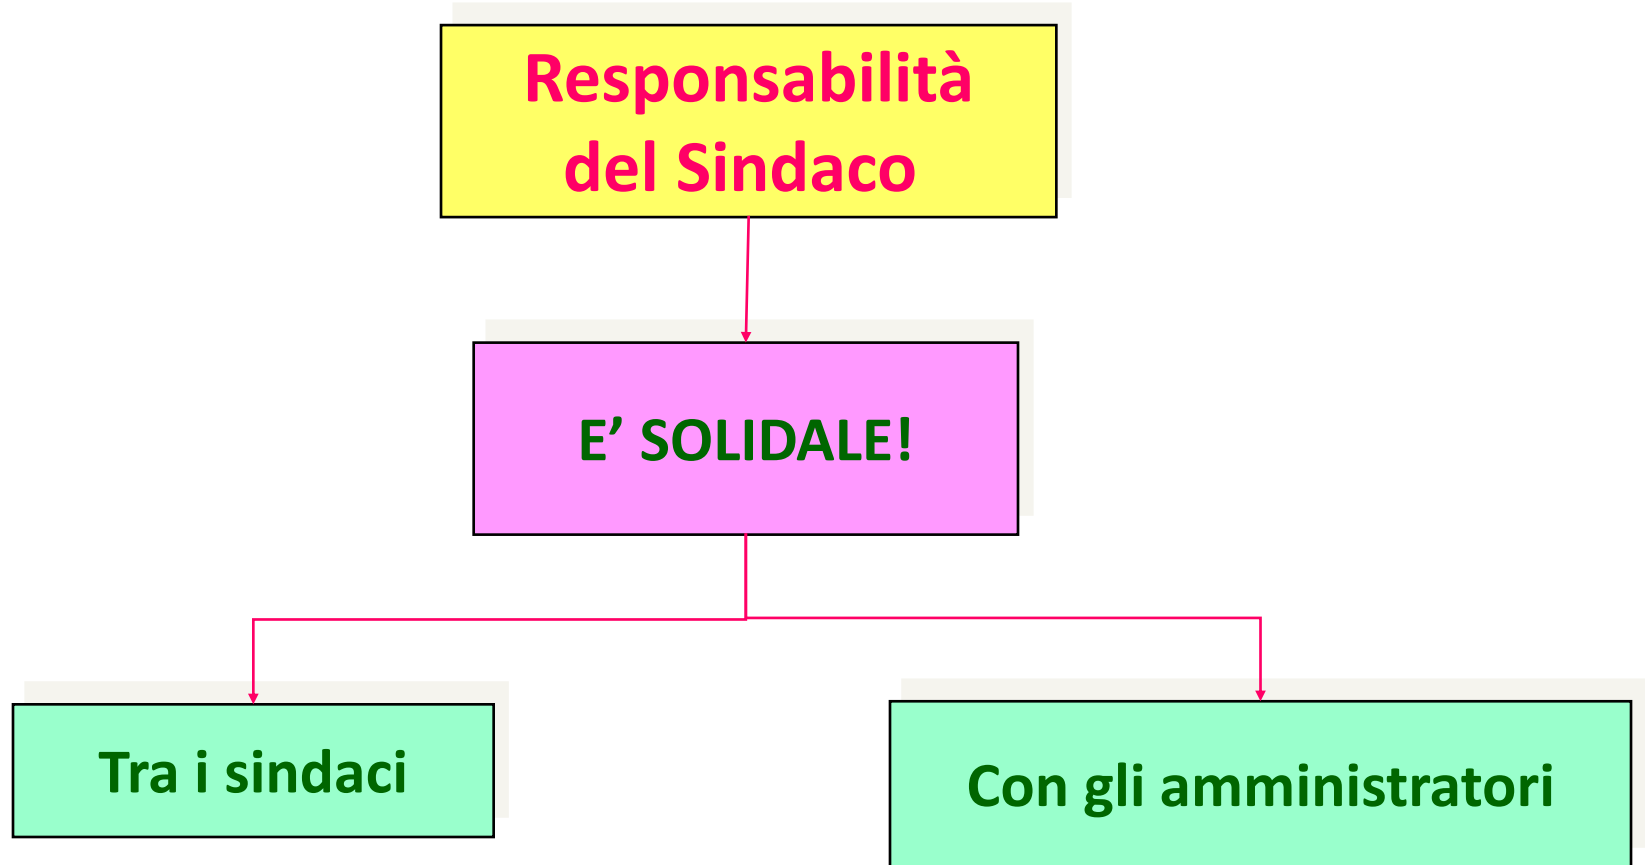 Responsabilità
del Sindaco
E’ SOLIDALE!
Tra i sindaci
Con gli amministratori